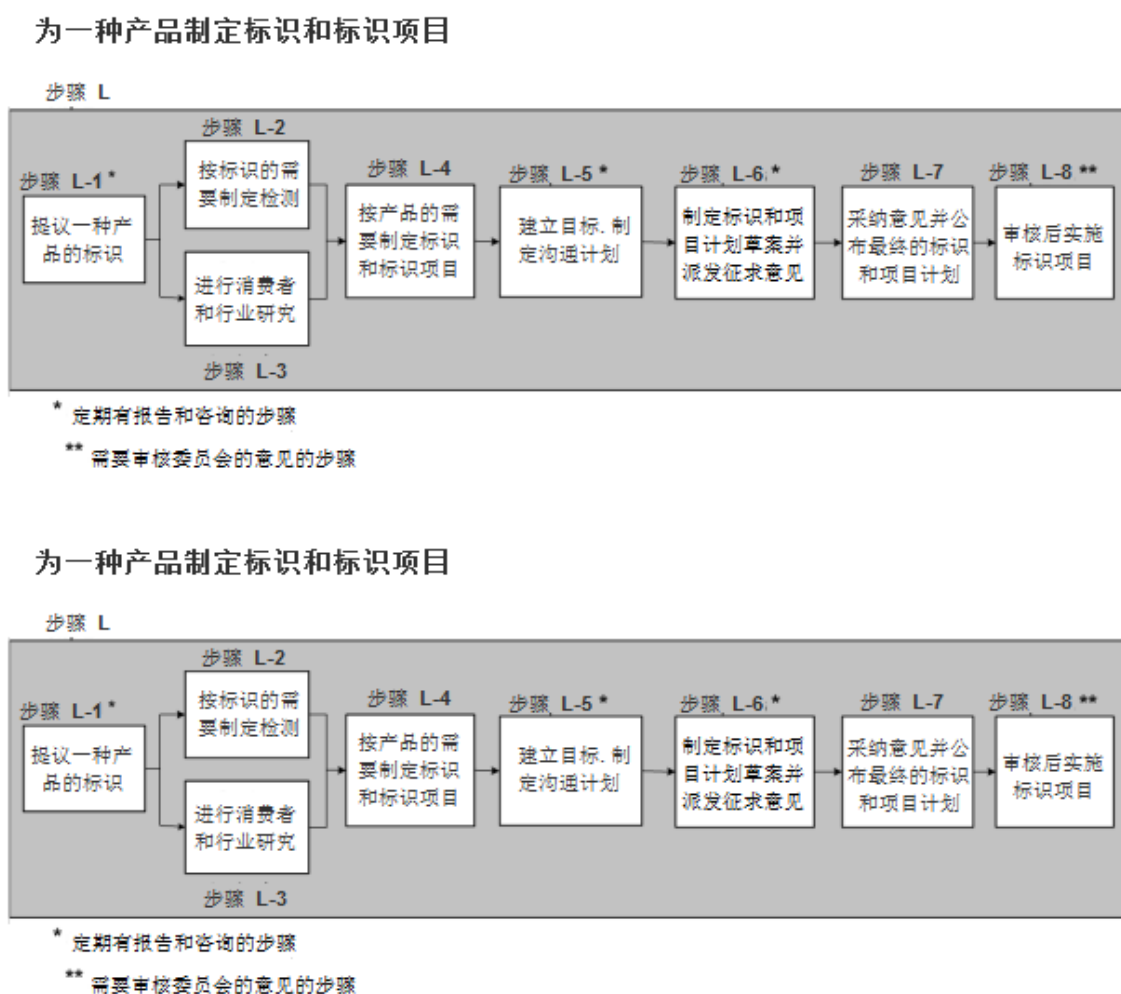 为一种产品制定标识和标识项目
步骤 L
步骤 L-1 *
提议一种产
品的标识
步骤 L-2
按标识的需
要制定检测
进行消费者
和行业研究
步骤 L-3
步骤 L-4
按产品的需
要制定标识
和标识项目
步骤 L-5 *
建立目标. 制
定沟通计划
步骤 L-6. *
制定标识和项
目计划草案并
派发征求意见
步骤 L-7
采纳意见并公
布最终的标识
和项目计划
步骤 L-8 **
审核后实施
标识项目
* 定期有报告和咨询的步骤
** 需要审核委员会的意见的步骤
为一种产品制定标识和标识项目
步骤 L
步骤 L-1 *
提议一种产
品的标识
步骤 L-2
按标识的需
要制定检测
进行消费者
和行业研究
步骤 L-3
步骤 L-4
按产品的需
要制定标识
和标识项目
步骤 L-5 *
建立目标. 制
定沟通计划
步骤 L-6. *
制定标识和项
目计划草案并
派发征求意见
步骤 L-7
采纳意见并公
布最终的标识
和项目计划
步骤 L-8 **
审核后实施
标识项目
* 定期有报告和咨询的步骤
** 需要审核委员会的意见的步骤